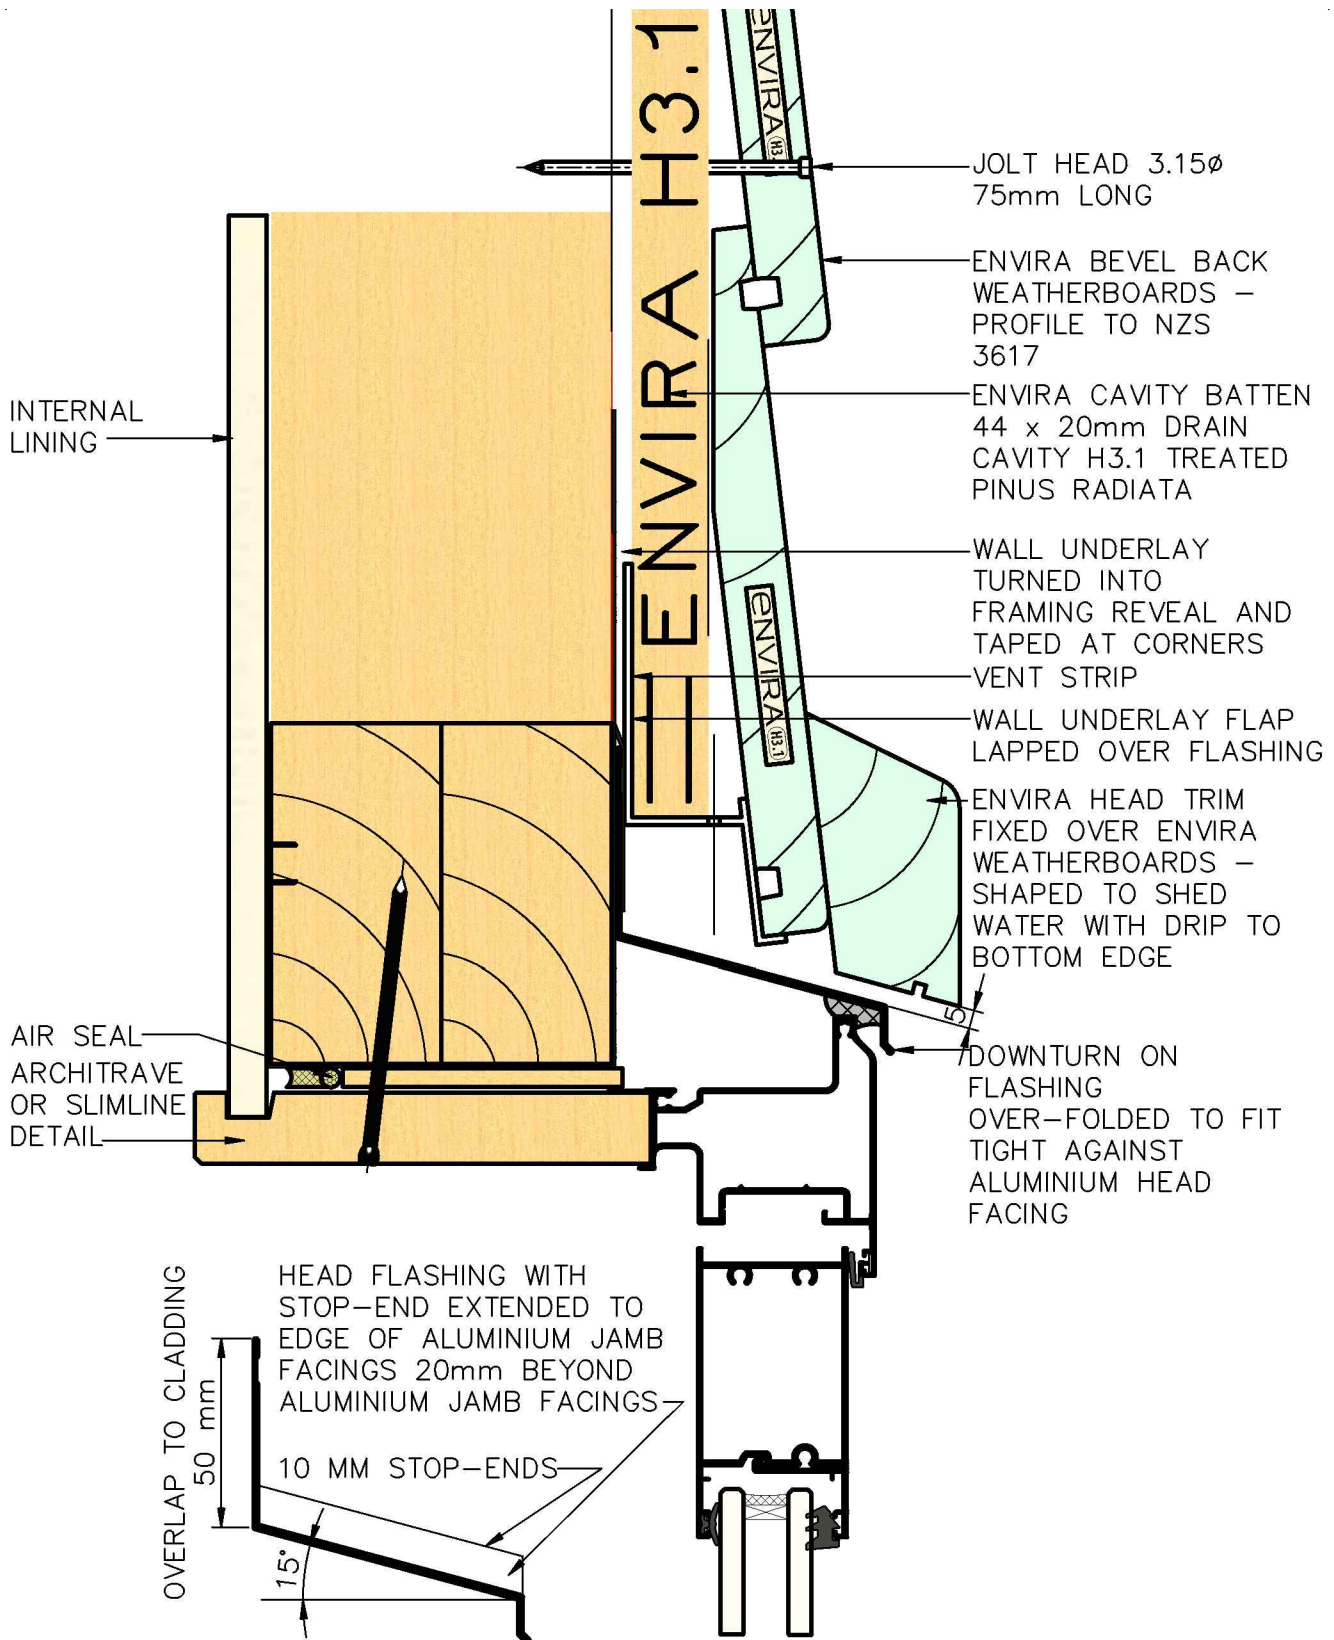 ENVIRA H3.1
ENVIRA H3.
JOLT HEAD 3.15ø
75mm LONG
ENVIRA BEVEL BACK
WEATHERBOARDS –
PROFILE TO NZS
3617
ENVIRA CAVITY BATTEN
44 x 20mm DRAIN
CAVITY H3.1 TREATED
PINUS RADIATA
INTERNAL
LINING
WALL UNDERLAY
TURNED INTO
FRAMING REVEAL AND
TAPED AT CORNERS
VENT STRIP
WALL UNDERLAY FLAP
LAPPED OVER FLASHING
eNVIRA H3.1
ENVIRA HEAD TRIM
FIXED OVER ENVIRA
WEATHERBOARDS –
SHAPED TO SHED
WATER WITH DRIP TO
BOTTOM EDGE
5
AIR SEAL
ARCHITRAVE
OR SLIMLINE
DETAIL
DOWNTURN ON
FLASHING
OVER–FOLDED TO FIT
TIGHT AGAINST
ALUMINIUM HEAD
FACING
HEAD FLASHING WITH
STOP–END EXTENDED TO
EDGE OF ALUMINIUM JAMB
FACINGS 20mm BEYOND
ALUMINIUM JAMB FACINGS
10 MM STOP–ENDS
OVERLAP TO CLADDING
50 mm
15°